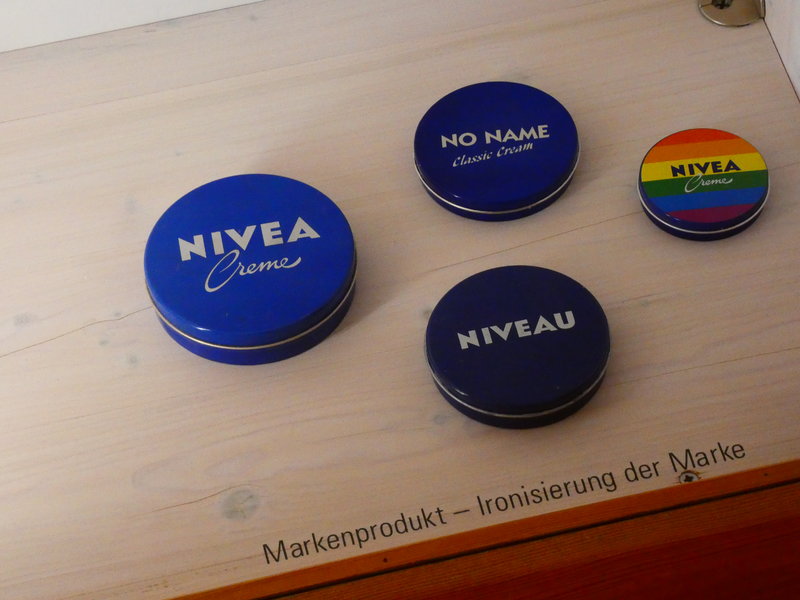 NIVEA
Creme
NO NAME
Classic Cream
NIVEA
Creme
NIVEAU
Markenprodukt – Ironisierung der Marke